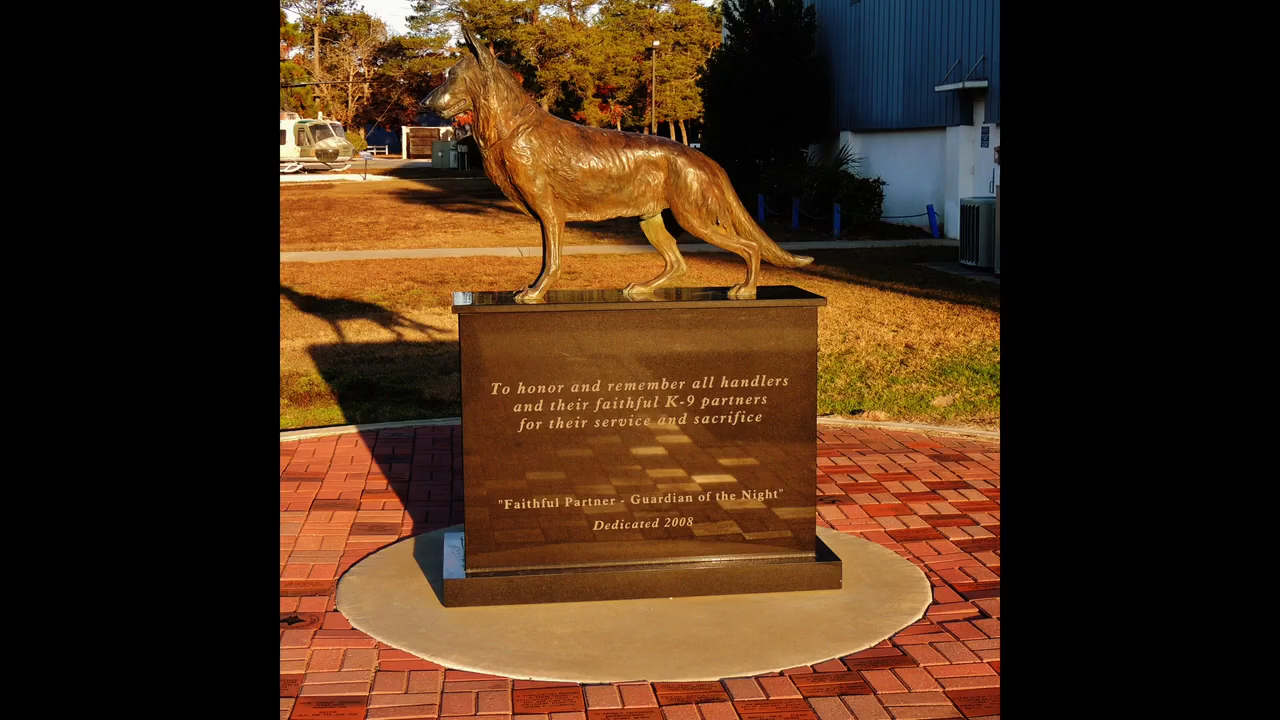 To honor and remember all handlers
and their faithful K-9 partners
for their service and sacrifice
"Faithful Partner - Guardian of the Night"
Dedicated 2008